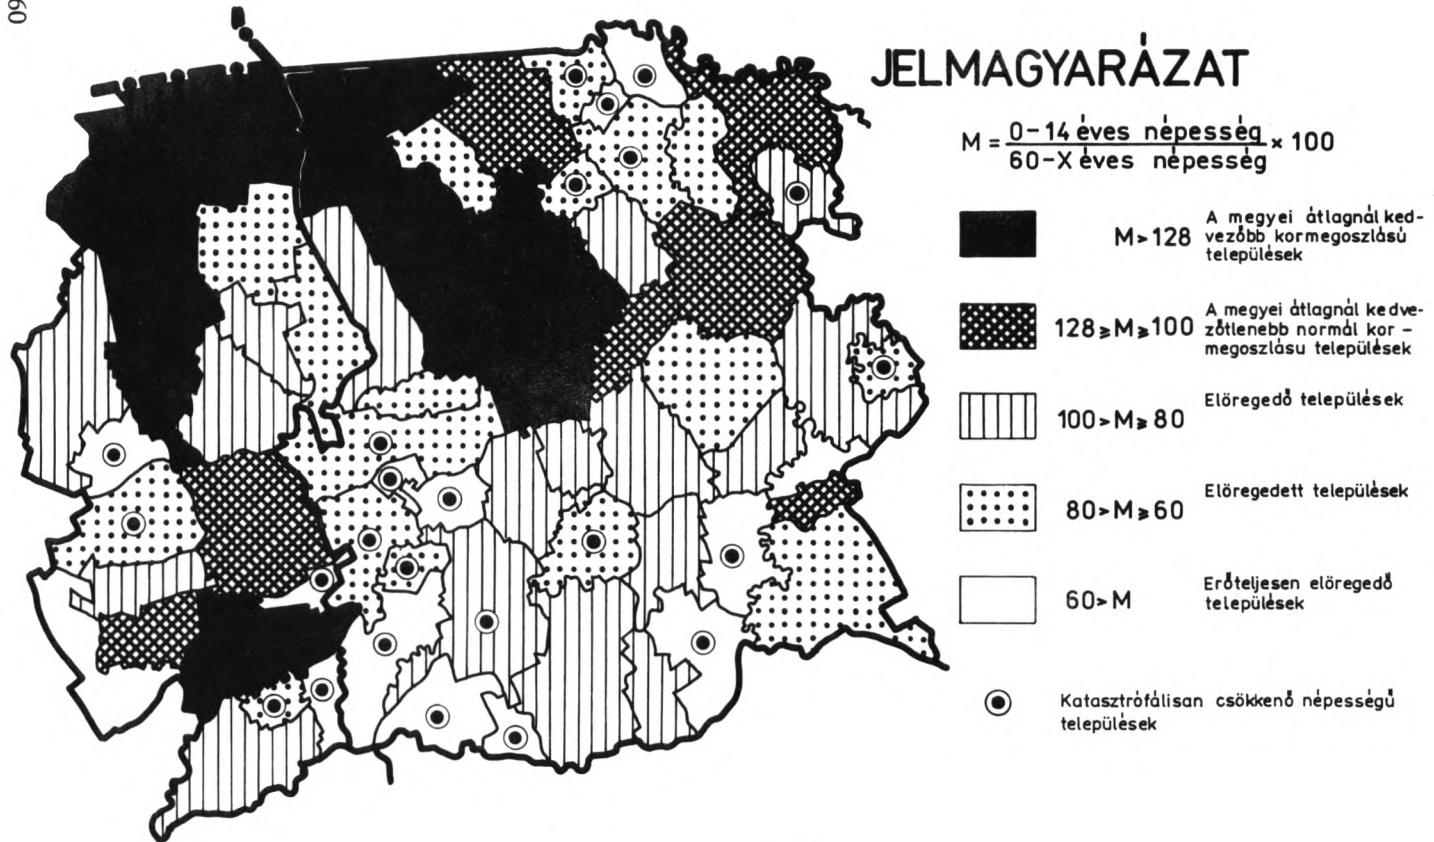 60
JELMAGYARÁZAT
M = 0-14 éves népesség / 60-X éves népesség × 100
M > 128
A megyei átlagnál ked-
vezőbb kormegoszlású
települések
128 ≥ M ≥ 100
A megyei átlagnál kedve-
zőtlenebb normál kor -
megoszlásu települések
100 > M ≥ 80
Elöregedő települések
80 > M ≥ 60
Elöregedett települések
60 > M
Erőteljesen elöregedő
települések
Katasztrófálisan csökkenő népességű
települések